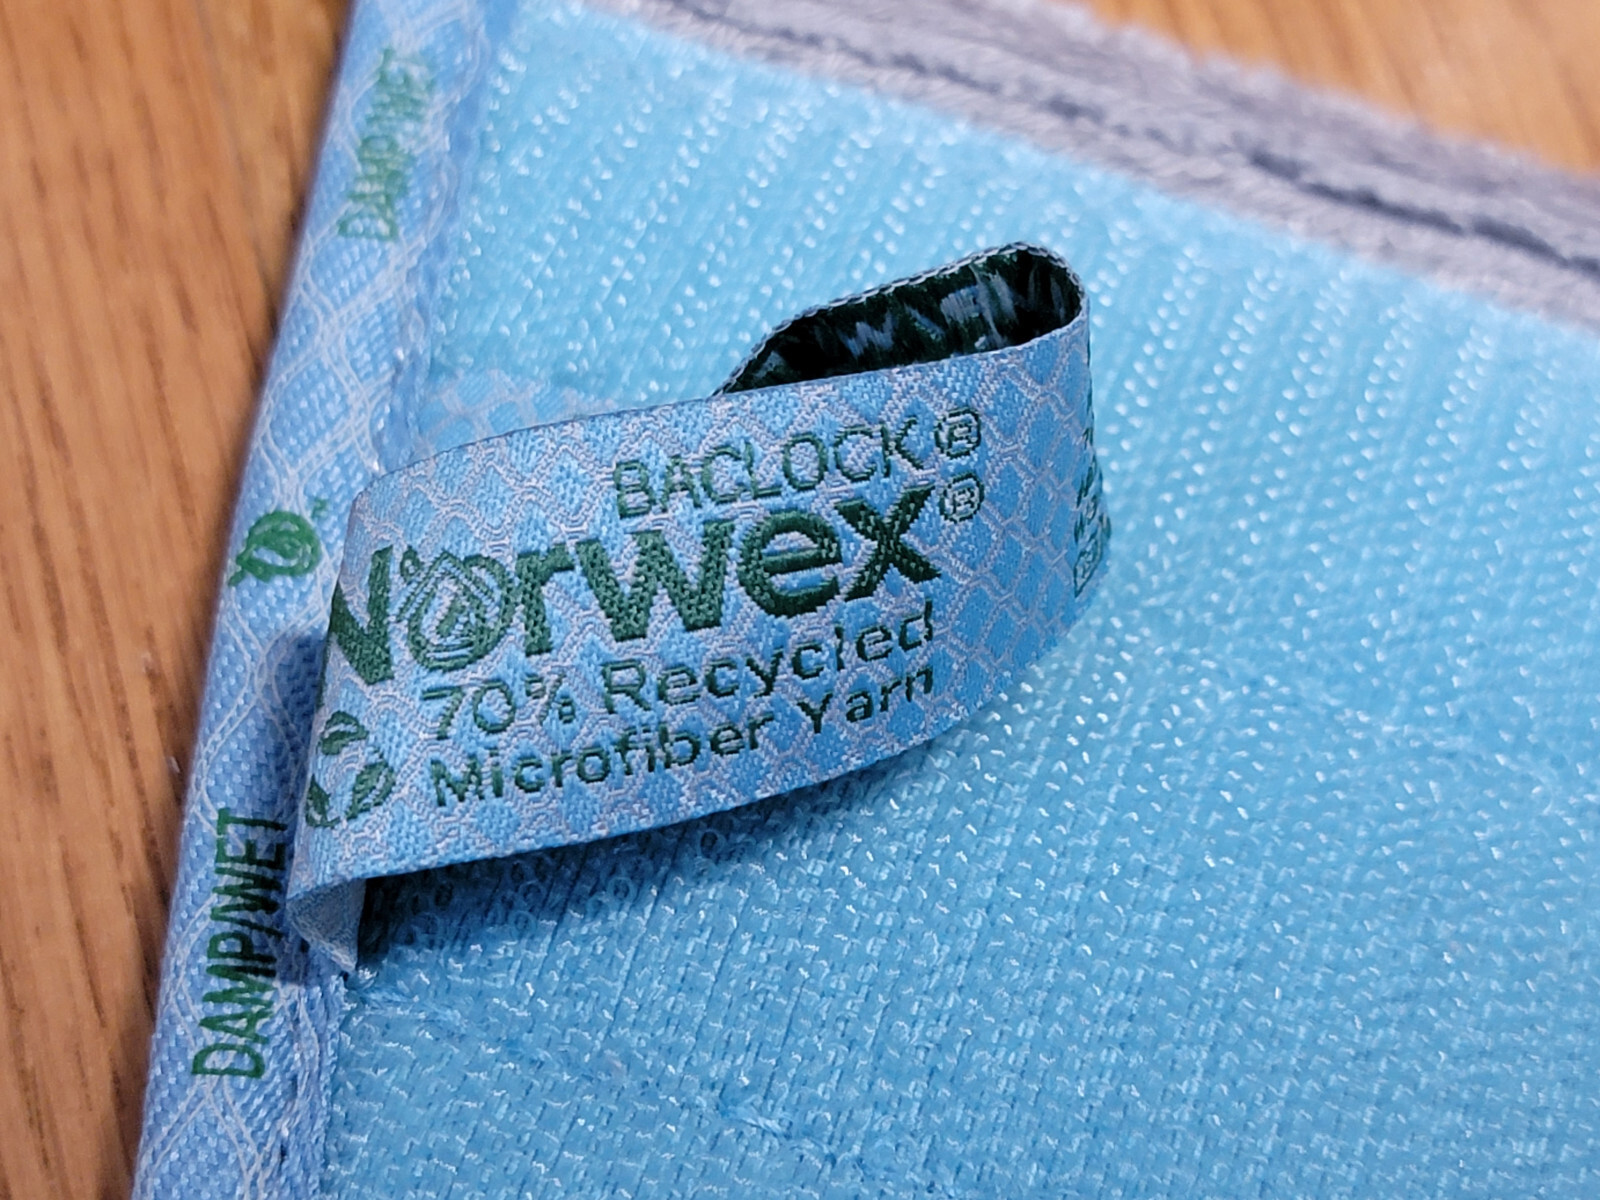 DAMP/WET
BACLOCK®
Norwex®
70% Recycled
Microfiber Yarn
DAMP/WET